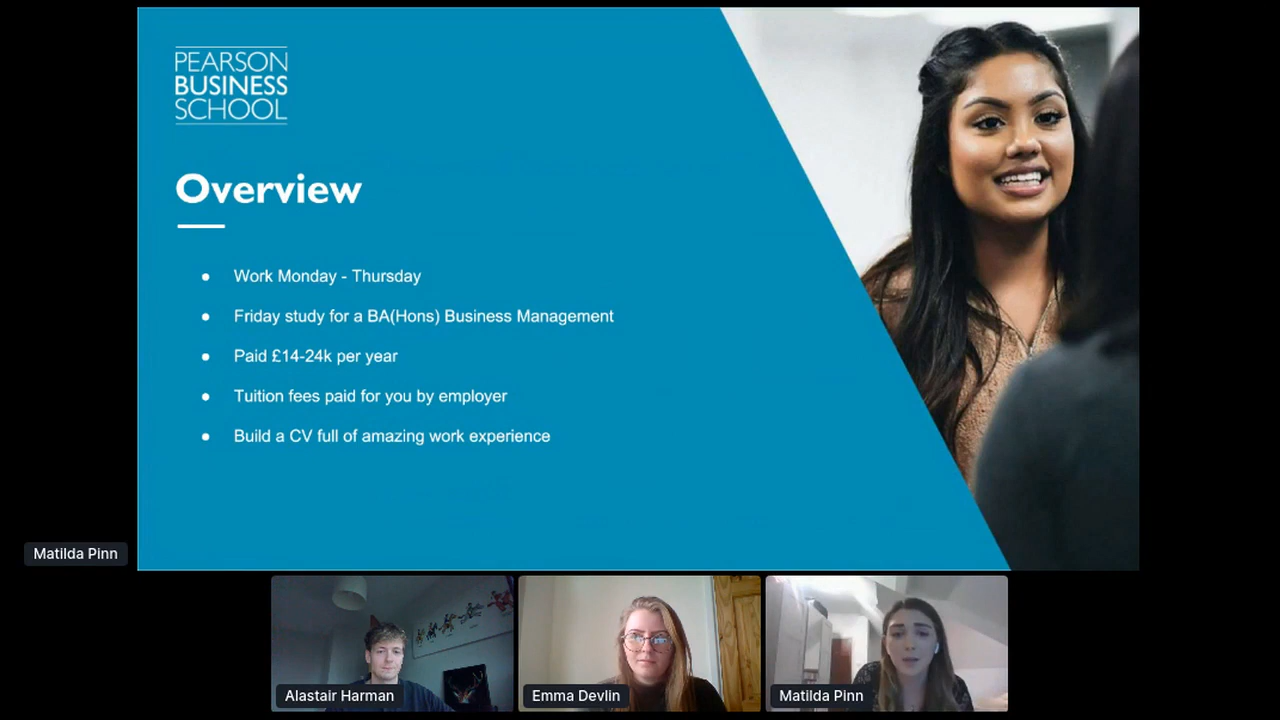 PEARSON
BUSINESS
SCHOOL
Overview
● Work Monday - Thursday
● Friday study for a BA(Hons) Business Management
● Paid £14-24k per year
● Tuition fees paid for you by employer
● Build a CV full of amazing work experience
Matilda Pinn
Alastair Harman
Emma Devlin
Matilda Pinn